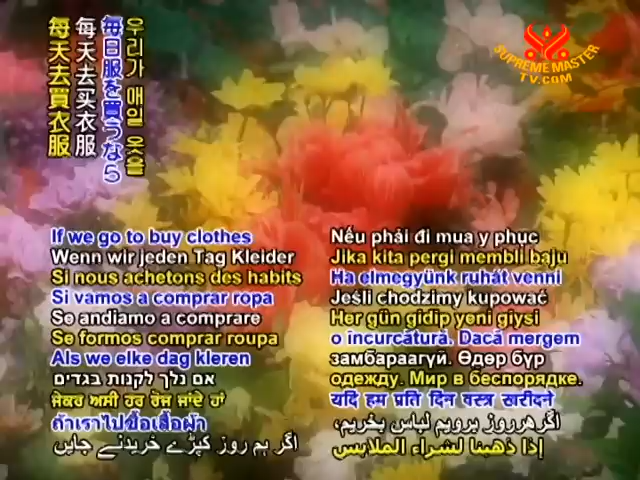 우리가 매일 옷을
毎日服を買うなら
每天去买衣服
每天去買衣服
SUPREME MASTER
TV.COM
If we go to buy clothes
Wenn wir jeden Tag Kleider
Si nous achetons des habits
Si vamos a comprar ropa
Se andiamo a comprare
Se formos comprar roupa
Als we elke dag kleren
אם נלך לקנות בגדים
ਜੇਕਰ ਅਸੀ ਹਰ ਰੋਜ਼ ਜਾਂਦੇ ਹਾਂ
ถ้าเราไปซื้อเสื้อผ้า
اگر ہم روز کپڑے خریدنے جایں
Nếu phải đi mua y phục
Jika kita pergi membli baju
Ha elmegyünk ruhát venni
Jeśli chodzimy kupować
Her gün gidip yeni giysi
o încurcătură. Dacă mergem
замбараагүй. Өдөр бүр
одежду. Мир в беспорядке.
यदि हम प्रति दिन वस्त्र खरीदने
اگرهرروز برویم لباس بخریم،
إذا ذهبنا لشراء الملابس